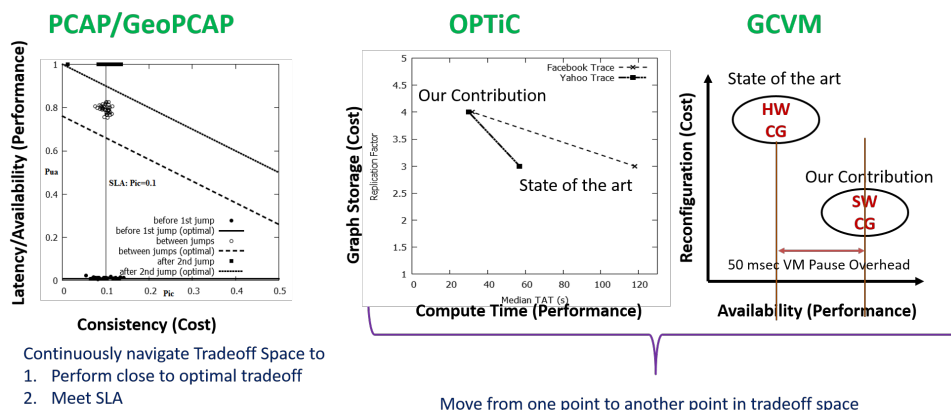 PCAP/GeoPCAP
OPTiC
GCVM
Latency/Availability (Performance)
1
0.8
0.6
0.4
0.2
0
Pua
SLA: Pic=0.1
before 1st jump
before 1st jump (optimal)
between jumps
between jumps (optimal)
after 2nd jump
after 2nd jump (optimal)
0 0.1 0.2 0.3 0.4 0.5
Pic
Consistency (Cost)
Continuously navigate Tradeoff Space to
1. Perform close to optimal tradeoff
2. Meet SLA
Graph Storage (Cost)
Replication Factor
5
4.5
4
3.5
3
2.5
2
1.5
1
Facebook Trace
Yahoo Trace
Our Contribution
State of the art
0 20 40 60 80 100 120
Median TAT (s)
Compute Time (Performance)
Reconfiguration (Cost)
State of the art
HW
CG
Our Contribution
SW
CG
50 msec VM Pause Overhead
Availability (Performance)
Move from one point to another point in tradeoff space